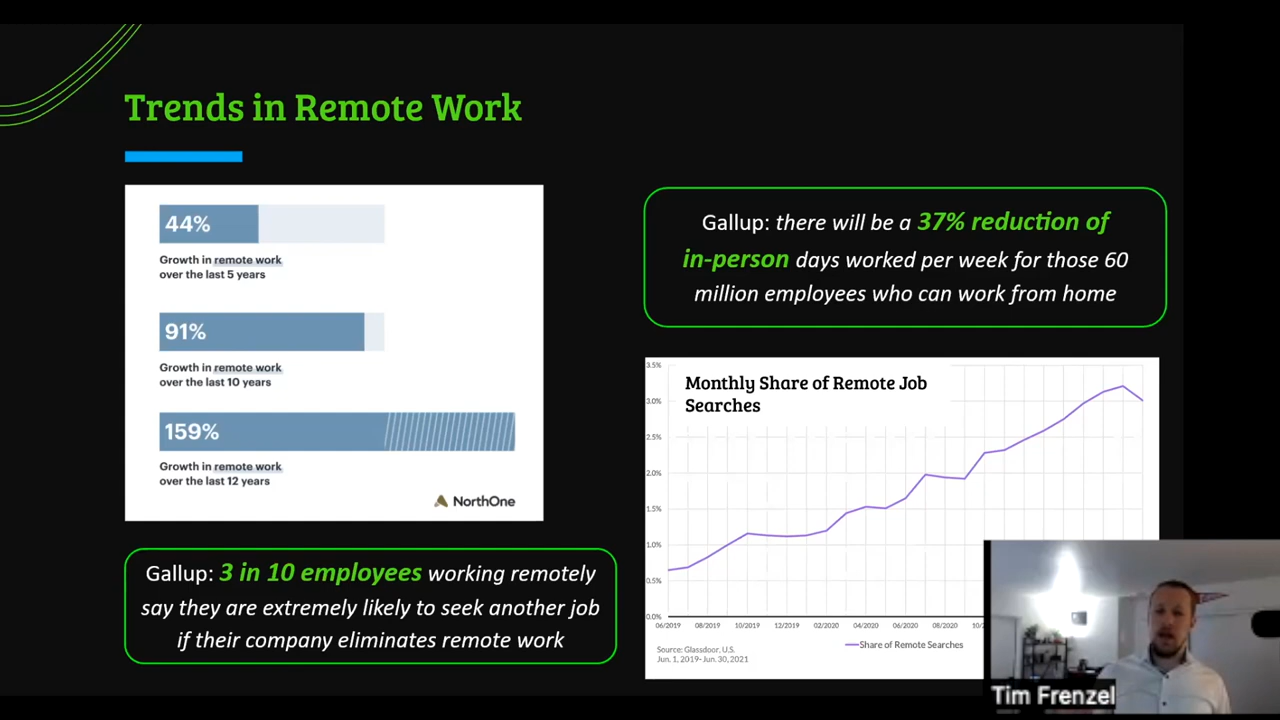 Trends in Remote Work
44%
Growth in remote work
over the last 5 years
91%
Growth in remote work
over the last 10 years
159%
Growth in remote work
over the last 12 years
NorthOne
Gallup: 3 in 10 employees working remotely
say they are extremely likely to seek another job
if their company eliminates remote work
Gallup: there will be a 37% reduction of
in-person days worked per week for those 60
million employees who can work from home
Monthly Share of Remote Job
Searches
3.5%
3.0%
2.5%
2.0%
1.5%
1.0%
0.5%
0.0%
06/2019 08/2019 10/2019 12/2019 02/2020 04/2020 06/2020 08/2020
Share of Remote Searches
Source: Glassdoor, U.S.
Jun. 1, 2019- Jun. 30, 2021
Tim Frenzel